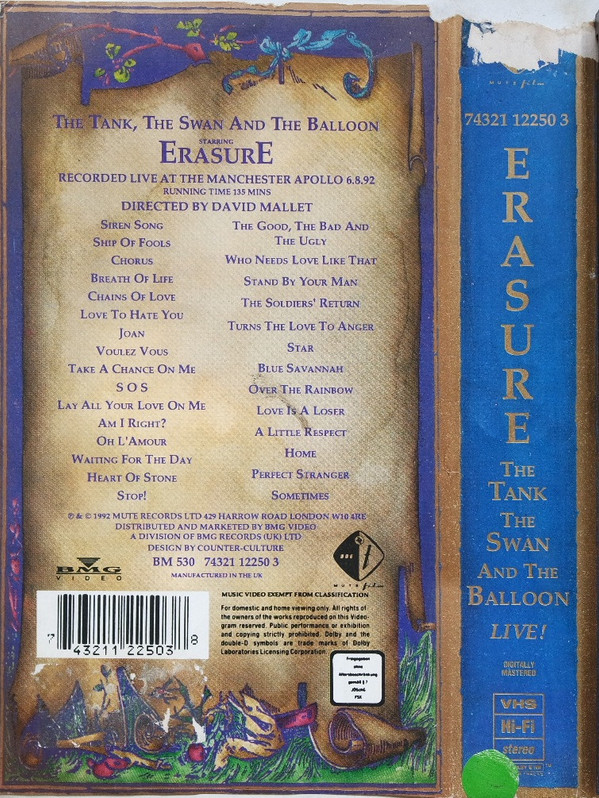 The Tank, The Swan And The Balloon
STARRING
ERASURE
RECORDED LIVE AT THE MANCHESTER APOLLO 6.8.92
RUNNING TIME 135 MINS
DIRECTED BY DAVID MALLET
Siren Song
Ship Of Fools
Chorus
Breath Of Life
Chains Of Love
Love To Hate You
Joan
Voulez Vous
Take A Chance On Me
S O S
Lay All Your Love On Me
Am I Right?
Oh L'Amour
Waiting For The Day
Heart Of Stone
Stop!
The Good, The Bad And
The Ugly
Who Needs Love Like That
Stand By Your Man
The Soldiers' Return
Turns The Love To Anger
Star
Blue Savannah
Over The Rainbow
Love Is A Loser
A Little Respect
Home
Perfect Stranger
Sometimes
℗ & © 1992 MUTE RECORDS LTD 429 HARROW ROAD LONDON W10 4RE
DISTRIBUTED AND MARKETED BY BMG VIDEO
A DIVISION OF BMG RECORDS (UK) LTD
DESIGN BY COUNTER-CULTURE
BM 530 74321 12250 3
MANUFACTURED IN THE UK
BMG
VIDEO
MUTE film
MUSIC VIDEO EXEMPT FROM CLASSIFICATION
For domestic and home viewing only. All rights of
the owners of the works reproduced on this Video-
gram reserved. Public performance or exhibition
and copying strictly prohibited. Dolby and the
double-D symbols are trade marks of Dolby
Laboratories Licensing Corporation.
7 43211 22503 8
Freigegeben
ohne
Altersbeschränkung
gemäß § 7
JÖSchG
FSK
MUTE film
74321 12250 3
ERASURE
The
Tank
The
Swan
And The
Balloon
LIVE!
DIGITALLY
MASTERED
VHS
Hi-Fi
stereo